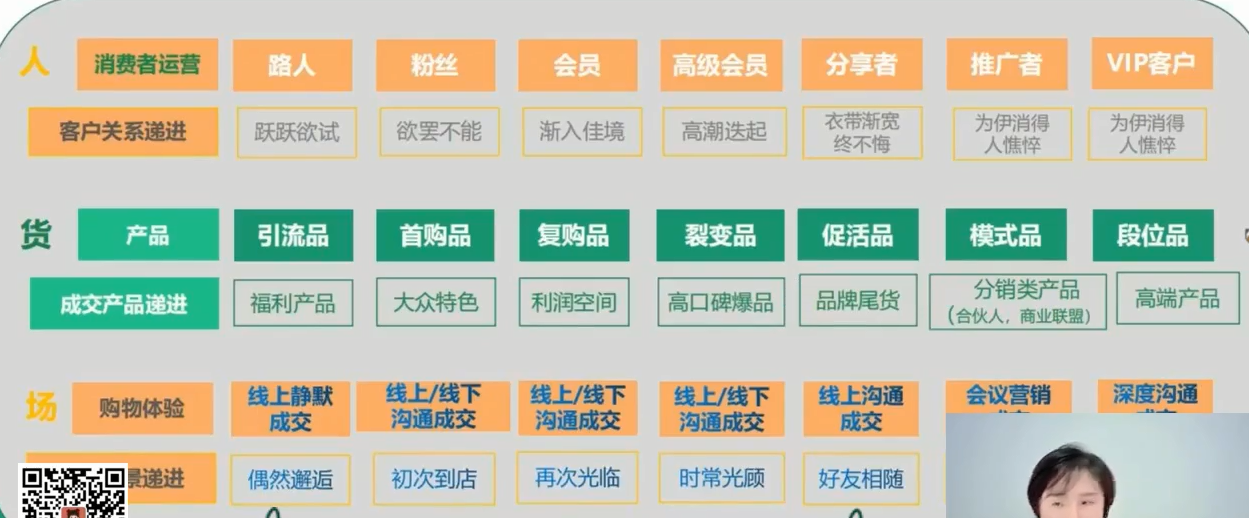 人 消费者运营 路人 粉丝 会员 高级会员 分享者 推广者 VIP客户
客户关系递进 跃跃欲试 欲罢不能 渐入佳境 高潮迭起 衣带渐宽 为伊消得 为伊消得
终不悔 人憔悴 人憔悴
货 产品 引流品 首购品 复购品 裂变品 促活品 模式品 段位品
成交产品递进 福利产品 大众特色 利润空间 高口碑爆品 品牌尾货 分销类产品 高端产品
(合伙人，商业联盟)
场 购物体验 线上静默 线上/线下 线上/线下 线上/线下 线上沟通 会议营销 深度沟通
成交 沟通成交 沟通成交 沟通成交 成交
景递进 偶然邂逅 初次到店 再次光临 时常光顾 好友相随